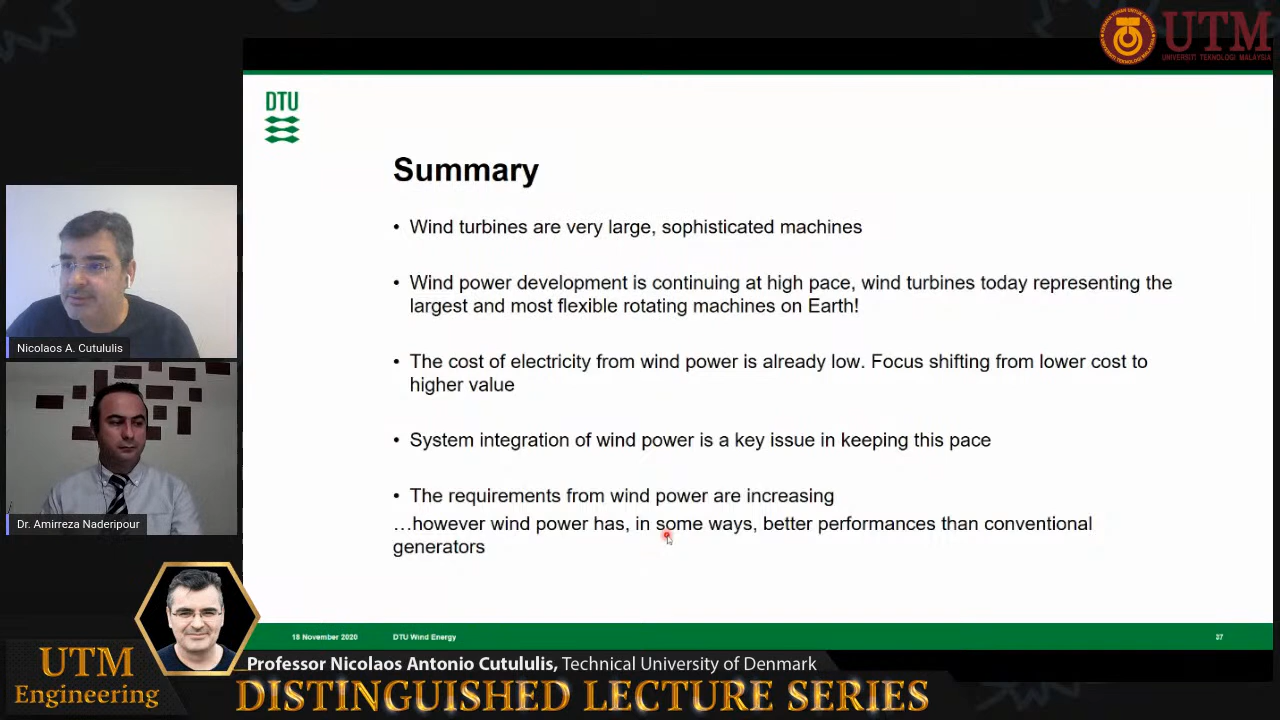 UTM
UNIVERSITI TEKNOLOGI MALAYSIA
DTU
Summary
• Wind turbines are very large, sophisticated machines
• Wind power development is continuing at high pace, wind turbines today representing the
largest and most flexible rotating machines on Earth!
• The cost of electricity from wind power is already low. Focus shifting from lower cost to
higher value
• System integration of wind power is a key issue in keeping this pace
• The requirements from wind power are increasing
…however wind power has, in some ways, better performances than conventional
generators
18 November 2020 DTU Wind Energy 37
Nicolaos A. Cutululis
Dr. Amirreza Naderipour
UTM
Engineering
Professor Nicolaos Antonio Cutululis, Technical University of Denmark
DISTINGUISHED LECTURE SERIES